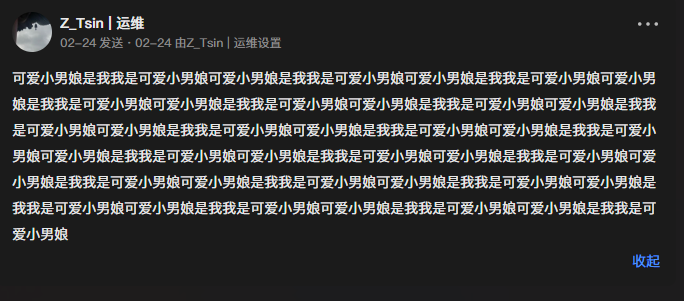 Z_Tsin | 运维
02-24 发送 · 02-24 由Z_Tsin | 运维设置
可爱小男娘是我我是可爱小男娘可爱小男娘是我我是可爱小男娘可爱小男娘是我我是可爱小男娘可爱小男
娘是我我是可爱小男娘可爱小男娘是我我是可爱小男娘可爱小男娘是我我是可爱小男娘可爱小男娘是我我
是可爱小男娘可爱小男娘是我我是可爱小男娘可爱小男娘是我我是可爱小男娘可爱小男娘是我我是可爱小
男娘可爱小男娘是我我是可爱小男娘可爱小男娘是我我是可爱小男娘可爱小男娘是我我是可爱小男娘可爱
小男娘是我我是可爱小男娘可爱小男娘是我我是可爱小男娘可爱小男娘是我我是可爱小男娘可爱小男娘是
我我是可爱小男娘可爱小男娘是我我是可爱小男娘可爱小男娘是我我是可爱小男娘可爱小男娘是我我是可
爱小男娘
收起